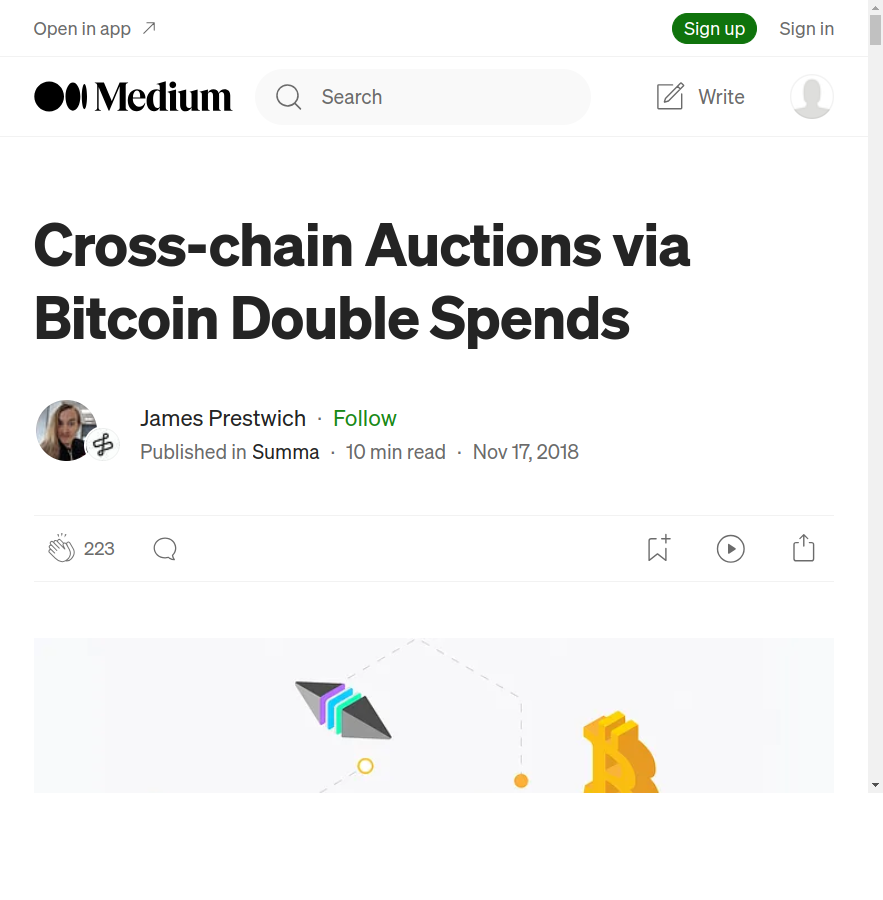 Open in app
Sign up
Sign in
Medium
Search
Write
Cross-chain Auctions via
Bitcoin Double Spends
James Prestwich · Follow
Published in Summa · 10 min read · Nov 17, 2018
223